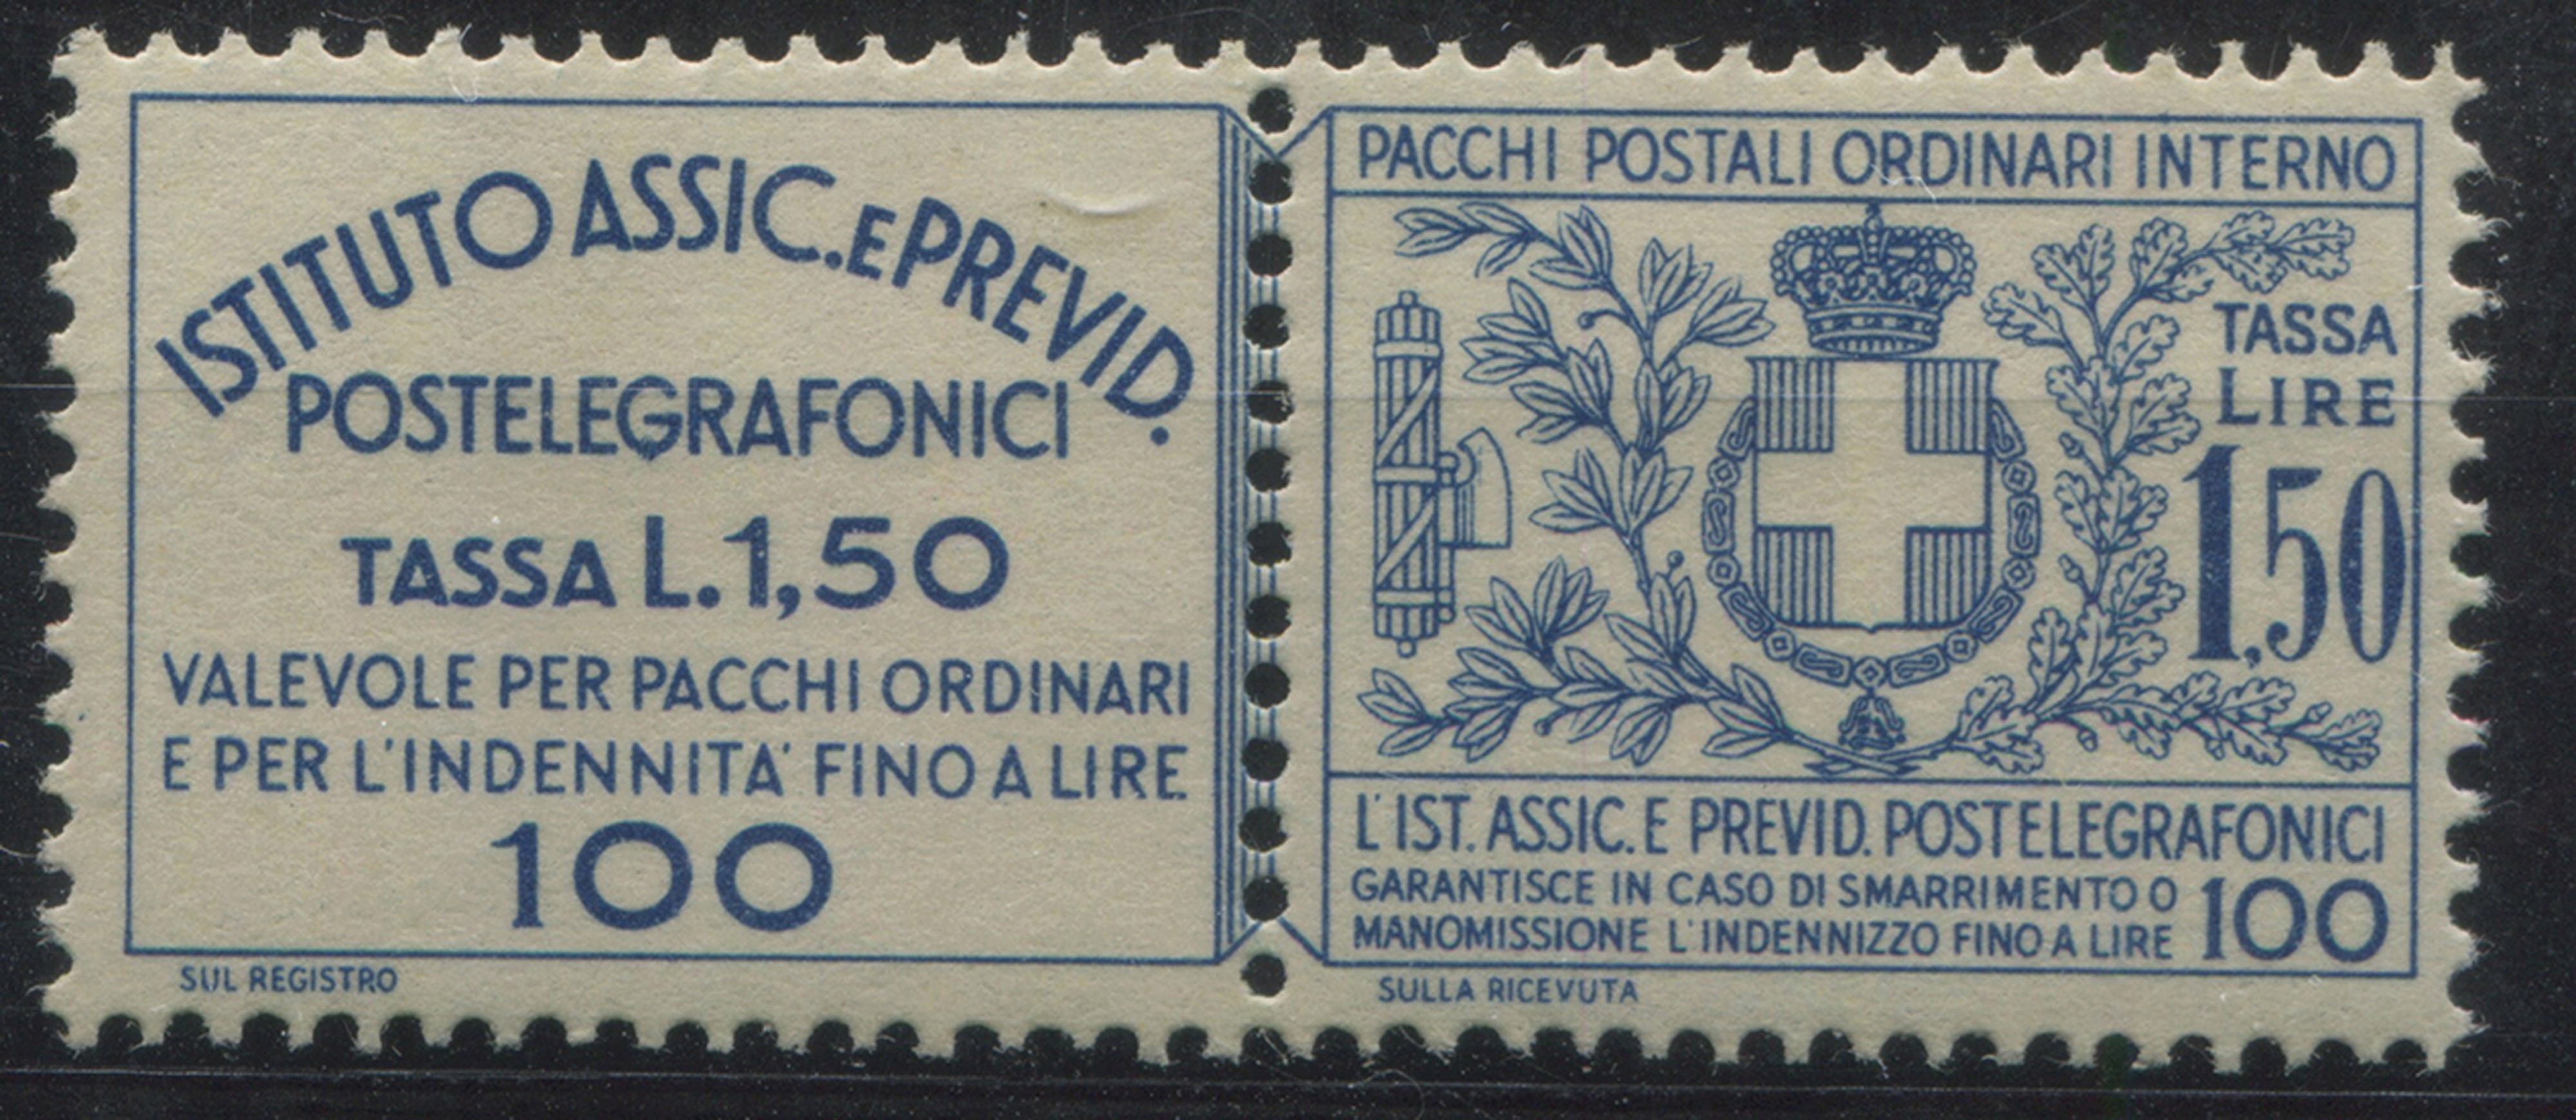 ISTITUTO ASSIC. E PREVID.
POSTELEGRAFONICI
TASSA L. 1,50
VALEVOLE PER PACCHI ORDINARI
E PER L'INDENNITA' FINO A LIRE
100
SUL REGISTRO
PACCHI POSTALI ORDINARI INTERNO
TASSA
LIRE
1,50
L'IST. ASSIC. E PREVID. POSTELEGRAFONICI
GARANTISCE IN CASO DI SMARRIMENTO O
MANOMISSIONE L'INDENNIZZO FINO A LIRE 100
SULLA RICEVUTA